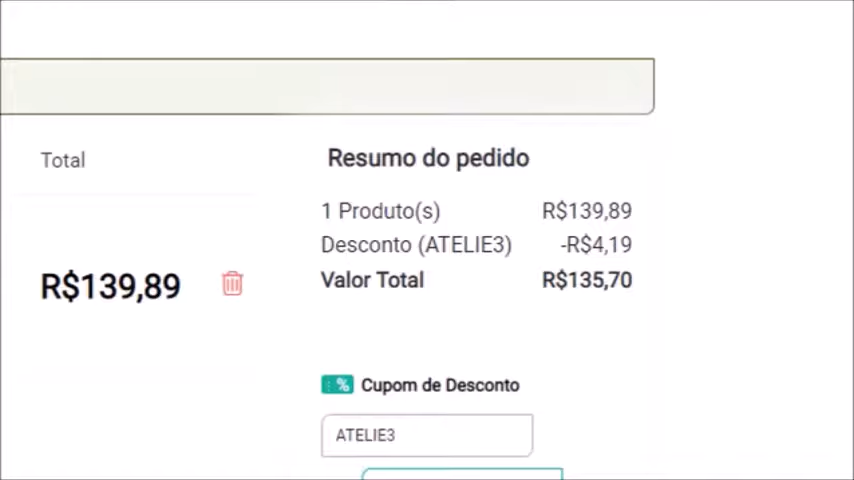 Total
R$139,89
Resumo do pedido
1 Produto(s) R$139,89
Desconto (ATELIE3) -R$4,19
Valor Total R$135,70
% Cupom de Desconto
ATELIE3